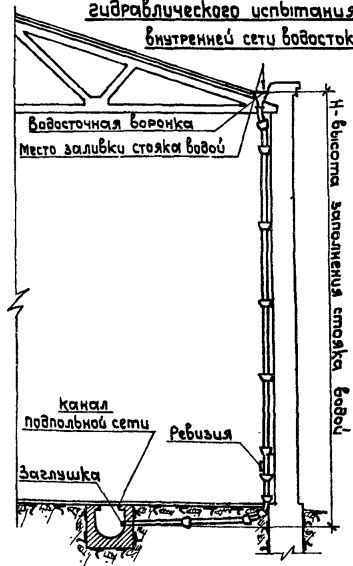 гидравлического испытания
внутренней сети водосток
Водосточная воронка
Место заливки стояка водой
H-высота заполнения стояка водой
канал
подпольной сети
Ревизия
Заглушка